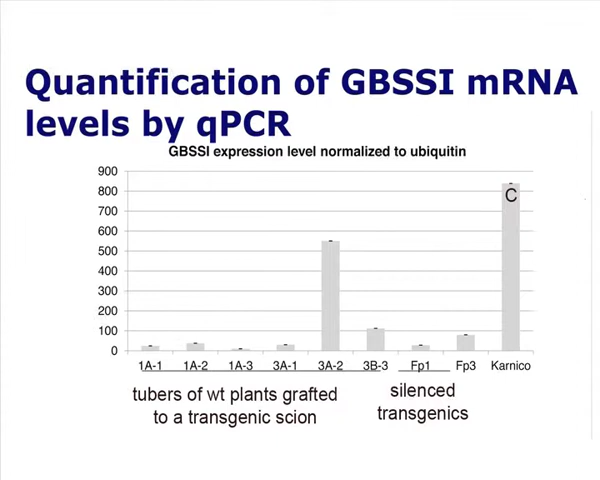 Quantification of GBSSI mRNA
levels by qPCR
GBSSI expression level normalized to ubiquitin
900
800
700
600
500
400
300
200
100
0
C
1A-1 1A-2 1A-3 3A-1 3A-2 3B-3 Fp1 Fp3 Karnico
tubers of wt plants grafted
to a transgenic scion
silenced
transgenics